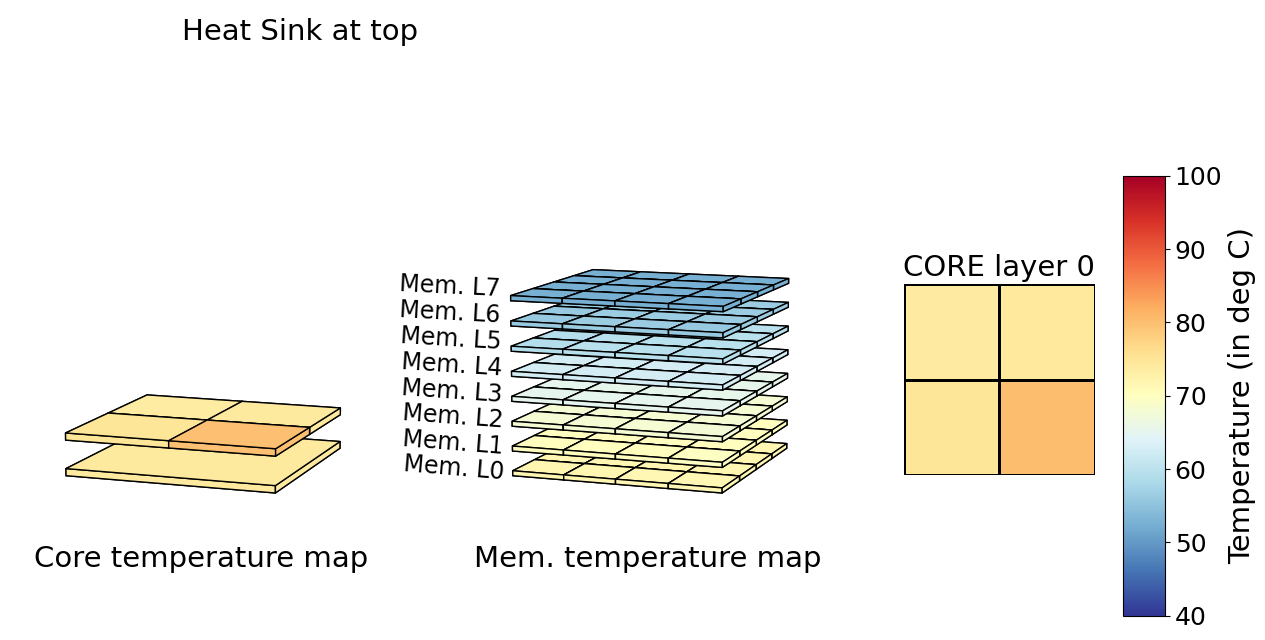 Heat Sink at top
Mem. L7
Mem. L6
Mem. L5
Mem. L4
Mem. L3
Mem. L2
Mem. L1
Mem. L0
Core temperature map
Mem. temperature map
CORE layer 0
100
90
80
70
60
50
40
Temperature (in deg C)